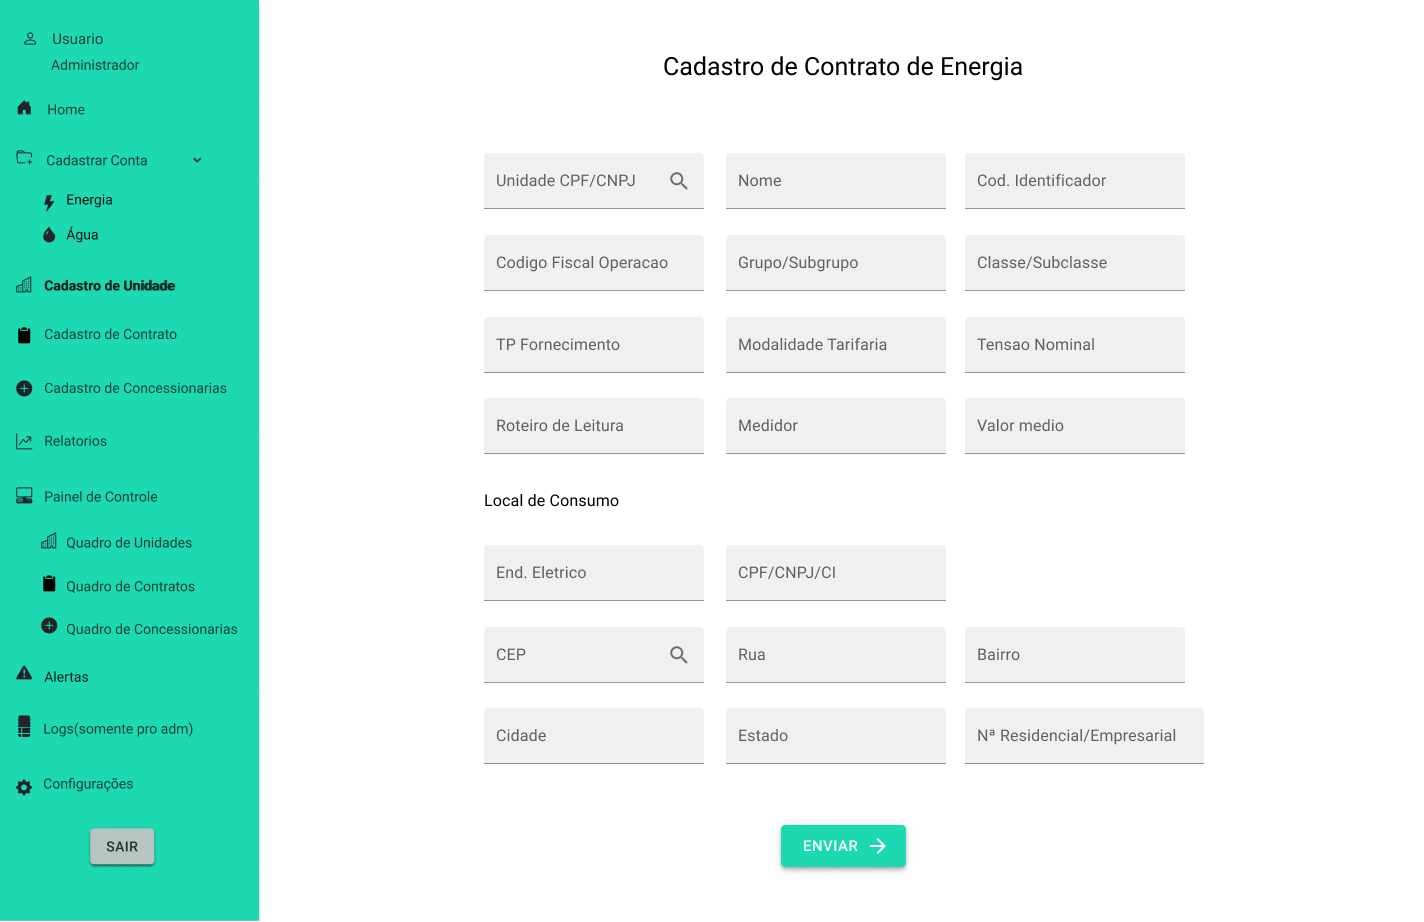 Usuario
Administrador
Home
Cadastrar Conta
Energia
Água
Cadastro de Unidade
Cadastro de Contrato
Cadastro de Concessionarias
Relatorios
Painel de Controle
Quadro de Unidades
Quadro de Contratos
Quadro de Concessionarias
Alertas
Logs(somente pro adm)
Configurações
SAIR
Cadastro de Contrato de Energia
Unidade CPF/CNPJ Nome Cod. Identificador
Codigo Fiscal Operacao Grupo/Subgrupo Classe/Subclasse
TP Fornecimento Modalidade Tarifaria Tensao Nominal
Roteiro de Leitura Medidor Valor medio
Local de Consumo
End. Eletrico CPF/CNPJ/CI
CEP Rua Bairro
Cidade Estado Nª Residencial/Empresarial
ENVIAR